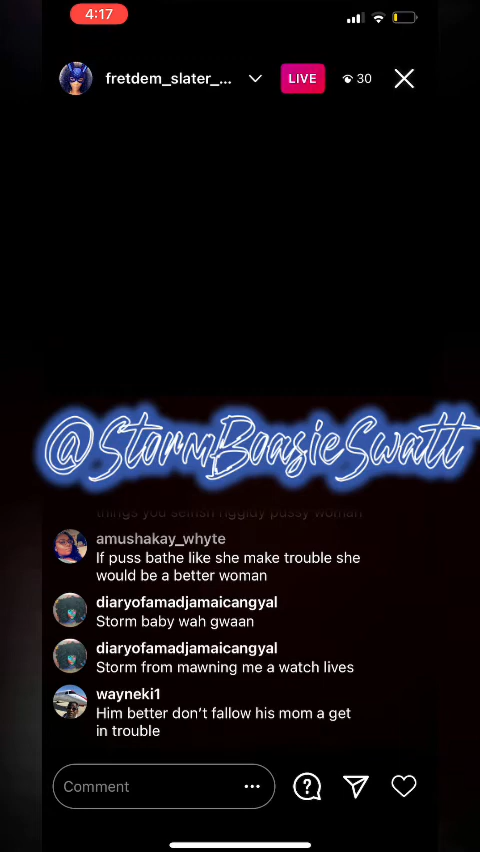 4:17
fretdem_slater_...
LIVE
30
@StormBoasieSwatt
things you selfish niggidy pussy woman
amushakay_whyte
If puss bathe like she make trouble she
would be a better woman
diaryofamadjamaicangyal
Storm baby wah gwaan
diaryofamadjamaicangyal
Storm from mawning me a watch lives
wayneki1
Him better don’t fallow his mom a get
in trouble
Comment